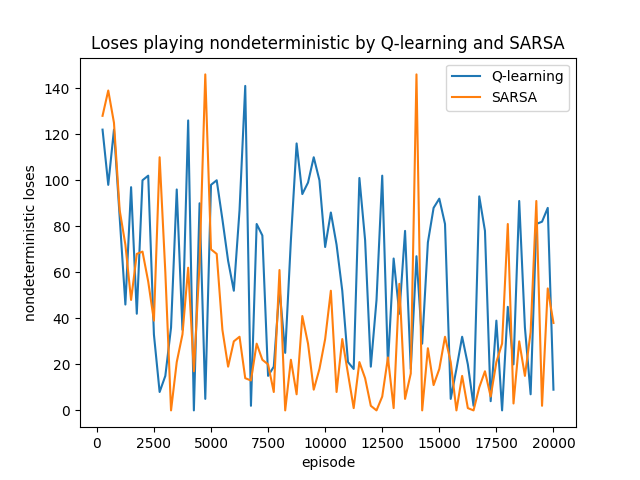 Loses playing nondeterministic by Q-learning and SARSA
Q-learning
SARSA
140
120
100
80
60
40
20
0
nondeterministic loses
0 2500 5000 7500 10000 12500 15000 17500 20000
episode